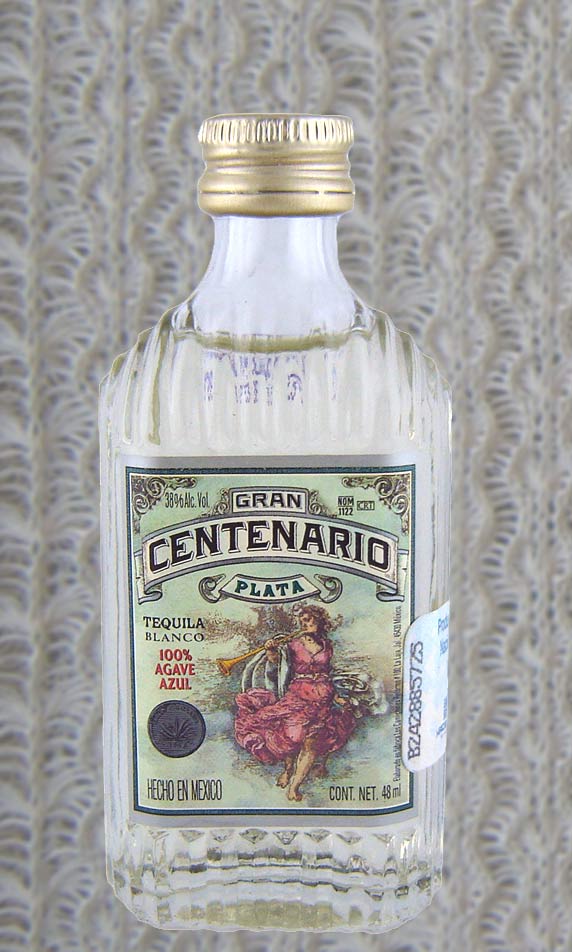 38% Alc. Vol.
GRAN
NOM
1122
CRT
CENTENARIO
PLATA
TEQUILA
BLANCO
100%
AGAVE
AZUL
HECHO EN MEXICO
CONT. NET. 48 ml
BZ42885725